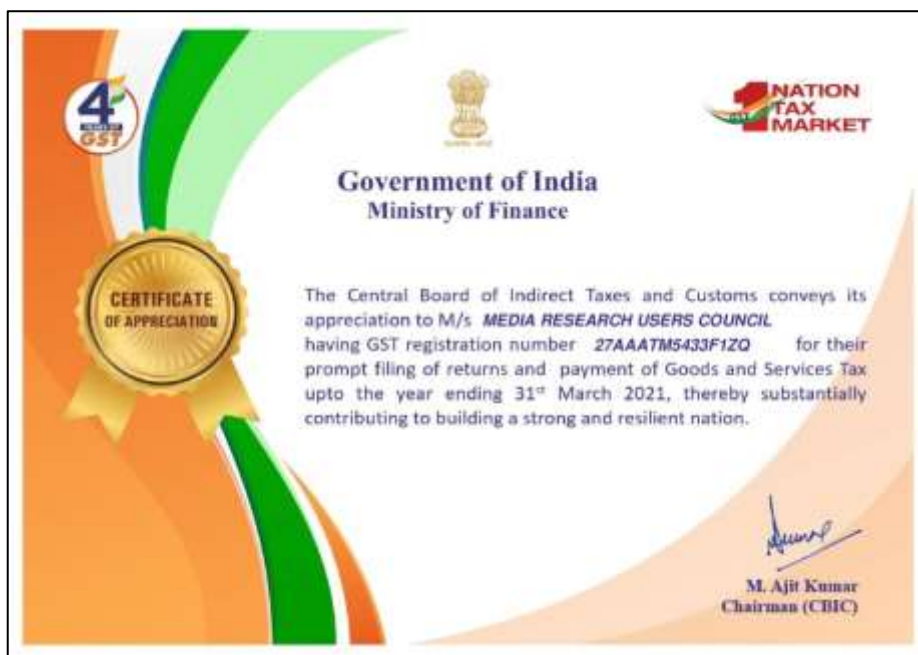 4
YEARS OF
GST
1 NATION
TAX
MARKET
Government of India
Ministry of Finance
CERTIFICATE
OF APPRECIATION
The Central Board of Indirect Taxes and Customs conveys its
appreciation to M/s MEDIA RESEARCH USERS COUNCIL
having GST registration number 27AAATM5433F1ZQ for their
prompt filing of returns and payment of Goods and Services Tax
upto the year ending 31st March 2021, thereby substantially
contributing to building a strong and resilient nation.
M. Ajit Kumar
Chairman (CBIC)